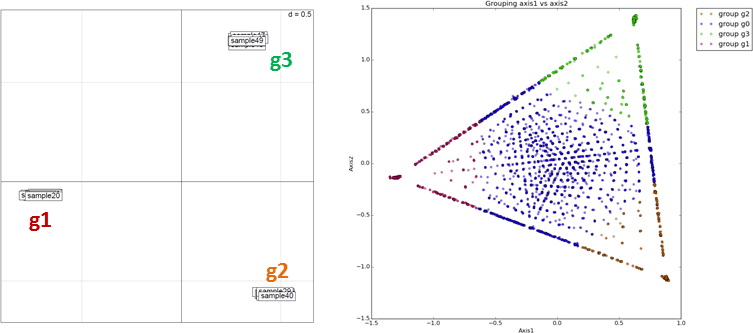 d = 0.5
sample49
g3
sample20
g1
g2
sample40
Grouping axis1 vs axis2
group g2
group g0
group g3
group g1
1.5
1.0
0.5
0.0
-0.5
-1.0
-1.5
Axis2
-1.5
-1.0
-0.5
0.0
0.5
1.0
Axis1